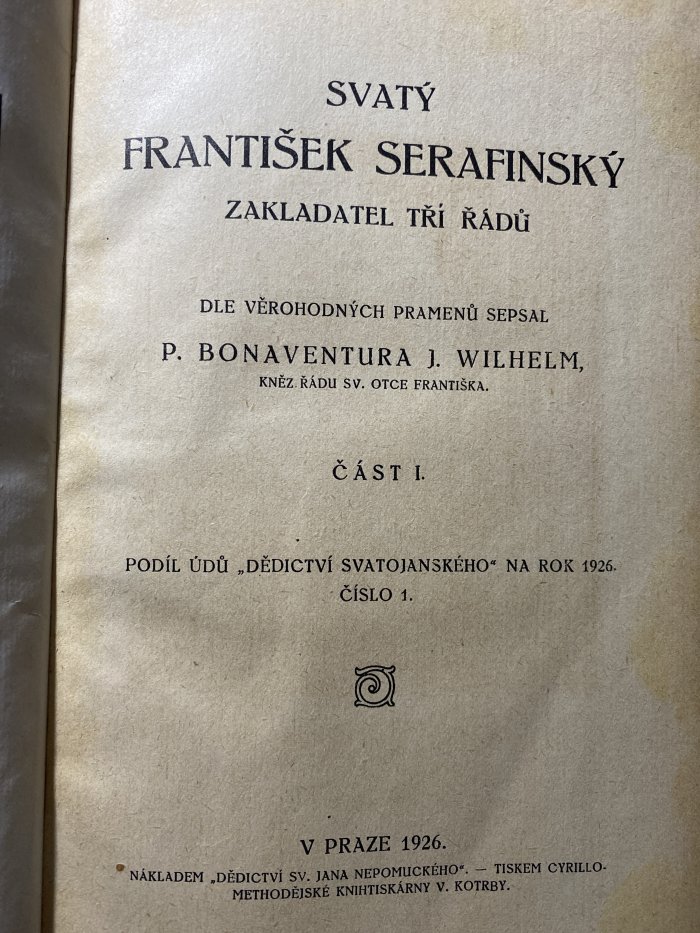 SVATÝ
FRANTIŠEK SERAFINSKÝ
ZAKLADATEL TŘÍ ŘÁDŮ
DLE VĚROHODNÝCH PRAMENŮ SEPSAL
P. BONAVENTURA J. WILHELM,
KNĚZ ŘÁDU SV. OTCE FRANTIŠKA.
ČÁST I.
PODÍL ÚDŮ „DĚDICTVÍ SVATOJANSKÉHO“ NA ROK 1926.
ČÍSLO 1.
V PRAZE 1926.
NÁKLADEM „DĚDICTVÍ SV. JANA NEPOMUCKÉHO“. — TISKEM CYRILLO-
METHODĚJSKÉ KNIHTISKÁRNY V. KOTRBY.